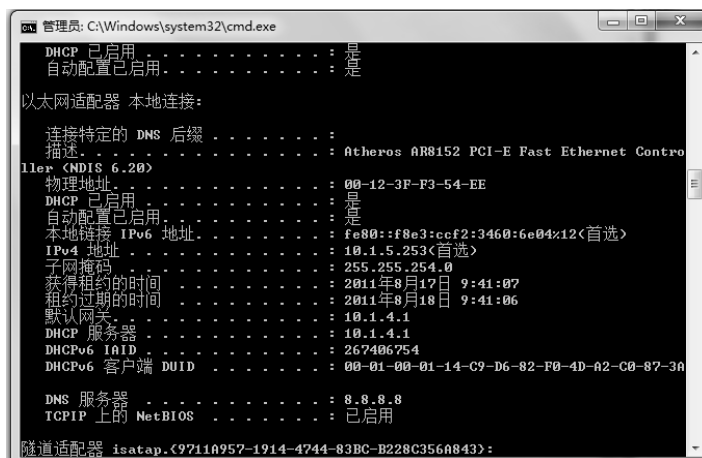 管理员: C:\Windows\system32\cmd.exe
DHCP 已启用 . . . . . . . . . . . : 是
自动配置已启用. . . . . . . . . . : 是
以太网适配器 本地连接:
连接特定的 DNS 后缀 . . . . . . . :
描述. . . . . . . . . . . . . . . : Atheros AR8152 PCI-E Fast Ethernet Contro
ller (NDIS 6.20)
物理地址. . . . . . . . . . . . . : 00-12-3F-F3-54-EE
DHCP 已启用 . . . . . . . . . . . : 是
自动配置已启用. . . . . . . . . . : 是
本地链接 IPv6 地址. . . . . . . . : fe80::f8e3:ccf2:3460:6e04%12(首选)
IPv4 地址 . . . . . . . . . . . . : 10.1.5.253(首选)
子网掩码 . . . . . . . . . . . . : 255.255.254.0
获得租约的时间 . . . . . . . . . : 2011年8月17日 9:41:07
租约过期的时间 . . . . . . . . . : 2011年8月18日 9:41:06
默认网关. . . . . . . . . . . . . : 10.1.4.1
DHCP 服务器 . . . . . . . . . . . : 10.1.4.1
DHCPv6 IAID . . . . . . . . . . . : 267406754
DHCPv6 客户端 DUID . . . . . . . : 00-01-00-01-14-C9-D6-82-F0-4D-A2-C0-87-3A
DNS 服务器 . . . . . . . . . . . : 8.8.8.8
TCPIP 上的 NetBIOS . . . . . . . : 已启用
隧道适配器 isatap.{9711A957-1914-4744-83BC-B228C356A843}: